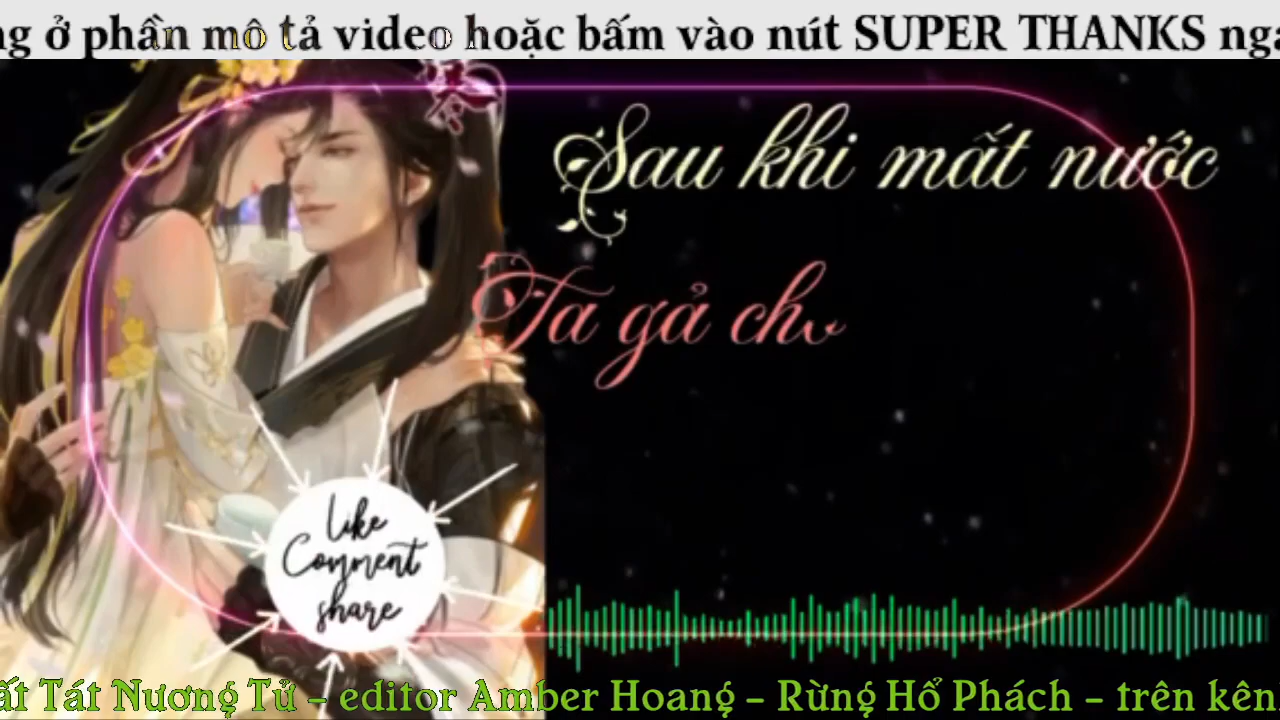 ng ở phần mô tả video hoặc bấm vào nút SUPER THANKS nga
Sau khi mất nước
Ta gả cho
like
Comment
share
ất Tát Nương Tử – editor Amber Hoang – Rừng Hổ Phách – trên kên